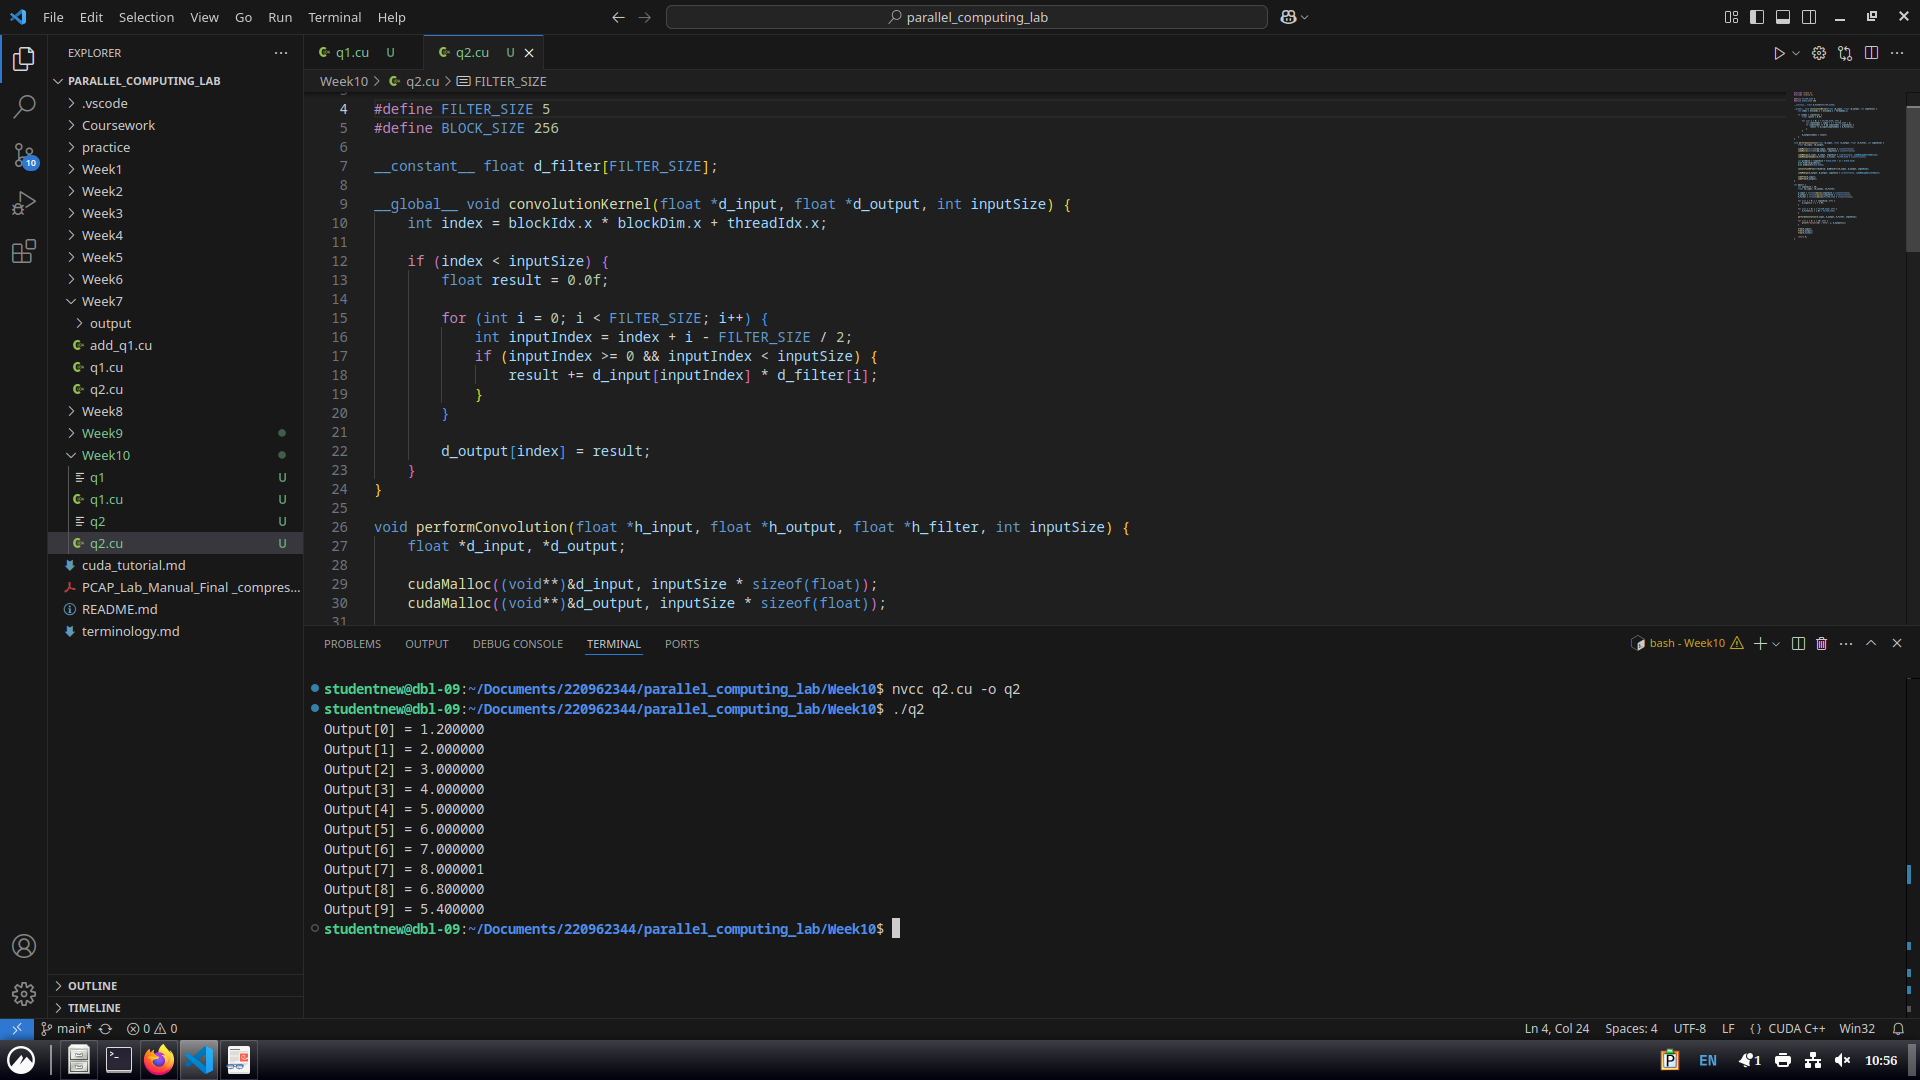 File Edit Selection View Go Run Terminal Help
parallel_computing_lab
EXPLORER
PARALLEL_COMPUTING_LAB
.vscode
Coursework
practice
Week1
Week2
Week3
Week4
Week5
Week6
Week7
output
add_q1.cu
q1.cu
q2.cu
Week8
Week9
Week10
q1 U
q1.cu U
q2 U
q2.cu U
cuda_tutorial.md
PCAP_Lab_Manual_Final _compres...
README.md
terminology.md
OUTLINE
TIMELINE
10
q1.cu U
q2.cu U
Week10 > q2.cu > FILTER_SIZE
4 #define FILTER_SIZE 5
5 #define BLOCK_SIZE 256
6
7 __constant__ float d_filter[FILTER_SIZE];
8
9 __global__ void convolutionKernel(float *d_input, float *d_output, int inputSize) {
10 int index = blockIdx.x * blockDim.x + threadIdx.x;
11
12 if (index < inputSize) {
13 float result = 0.0f;
14
15 for (int i = 0; i < FILTER_SIZE; i++) {
16 int inputIndex = index + i - FILTER_SIZE / 2;
17 if (inputIndex >= 0 && inputIndex < inputSize) {
18 result += d_input[inputIndex] * d_filter[i];
19 }
20 }
21
22 d_output[index] = result;
23 }
24 }
25
26 void performConvolution(float *h_input, float *h_output, float *h_filter, int inputSize) {
27 float *d_input, *d_output;
28
29 cudaMalloc((void**)&d_input, inputSize * sizeof(float));
30 cudaMalloc((void**)&d_output, inputSize * sizeof(float));
31
PROBLEMS OUTPUT DEBUG CONSOLE TERMINAL PORTS
bash - Week10
studentnew@dbl-09:~/Documents/220962344/parallel_computing_lab/Week10$ nvcc q2.cu -o q2
studentnew@dbl-09:~/Documents/220962344/parallel_computing_lab/Week10$ ./q2
Output[0] = 1.200000
Output[1] = 2.000000
Output[2] = 3.000000
Output[3] = 4.000000
Output[4] = 5.000000
Output[5] = 6.000000
Output[6] = 7.000000
Output[7] = 8.000001
Output[8] = 6.800000
Output[9] = 5.400000
studentnew@dbl-09:~/Documents/220962344/parallel_computing_lab/Week10$
main* 0 0
Ln 4, Col 24 Spaces: 4 UTF-8 LF {} CUDA C++ Win32
EN 1 10:56